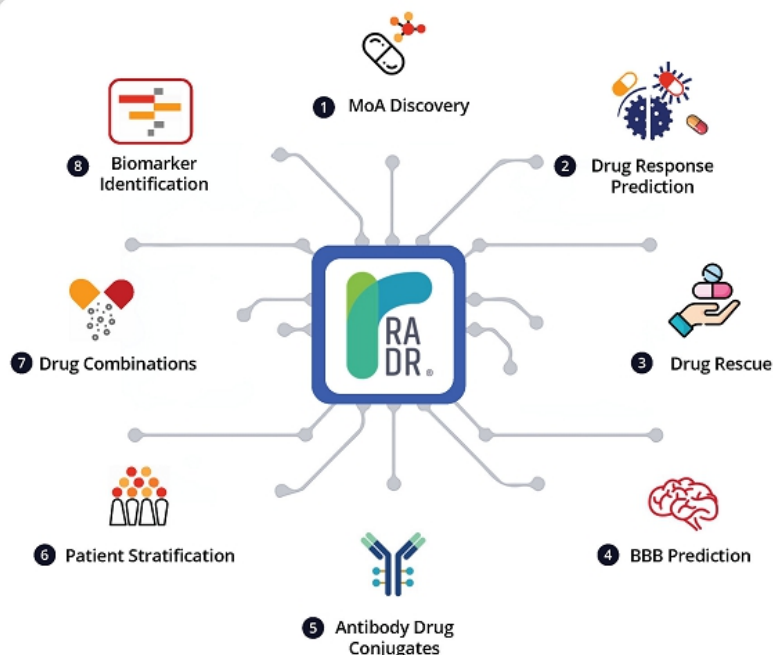 1 MoA Discovery
2 Drug Response
Prediction
3 Drug Rescue
4 BBB Prediction
5 Antibody Drug
Conjugates
6 Patient Stratification
7 Drug Combinations
8 Biomarker
Identification
RA
DR®